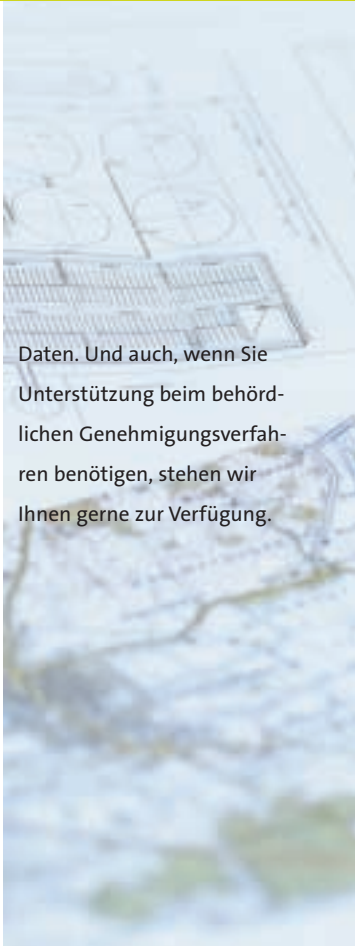 Daten. Und auch, wenn Sie
Unterstützung beim behörd-
lichen Genehmigungsverfah-
ren benötigen, stehen wir
Ihnen gerne zur Verfügung.